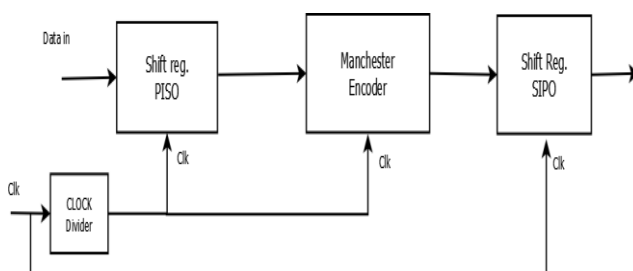 Data in
Shift reg.
PISO
Manchester
Encoder
Shift Reg.
SIPO
Clk
Clk
Clk
Clk
CLOCK
Divider